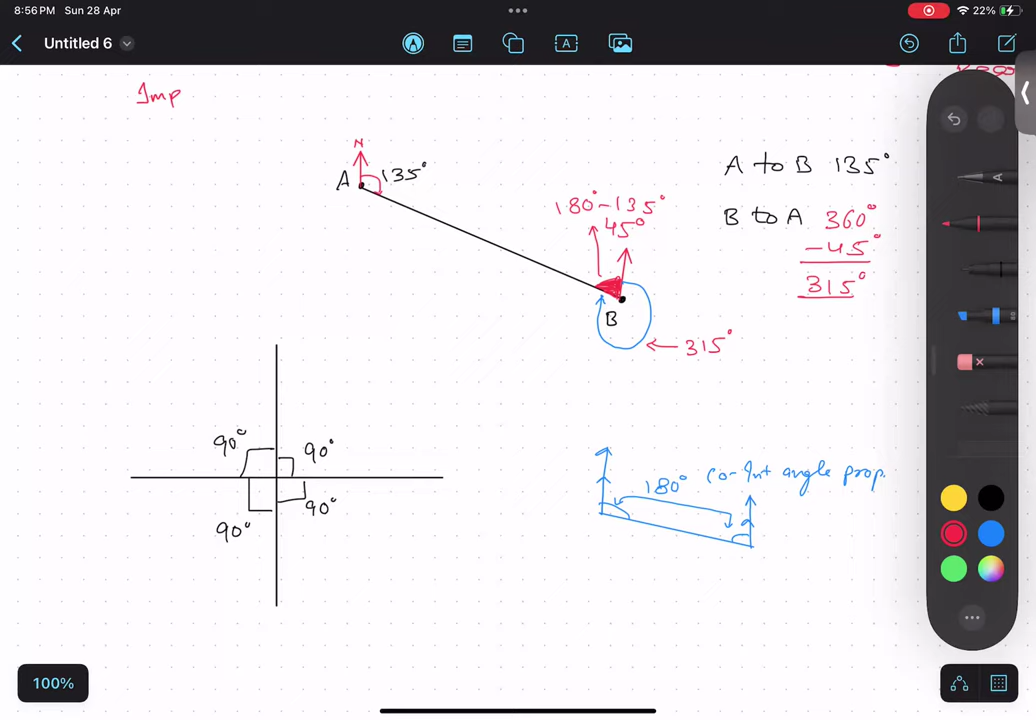 8:56 PM Sun 28 Apr
22%
Untitled 6
A
Imp
N
A 135°
A to B 135°
180°-135°
45°
B to A 360°
-45°
315°
B
315°
90°
90°
90°
90°
180° Co-Int angle prop.
100%